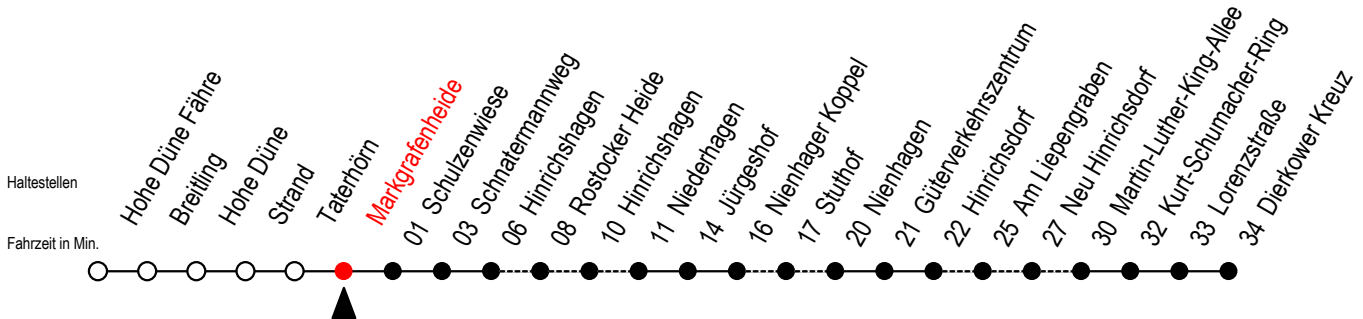 Haltestellen
Fahrzeit in Min.
Hohe Düne Fähre
Breitling
Hohe Düne
Strand
Taterhörn
Markgrafenheide
01 Schulzenwiese
03 Schnatermannweg
06 Hinrichshagen
08 Rostocker Heide
10 Hinrichshagen
11 Niederhagen
14 Jürgeshof
16 Nienhager Koppel
17 Stuthof
20 Nienhagen
21 Güterverkehrszentrum
22 Hinrichsdorf
25 Am Liepengraben
27 Neu Hinrichsdorf
30 Martin-Luther-King-Allee
32 Kurt-Schumacher-Ring
33 Lorenzstraße
34 Dierkower Kreuz